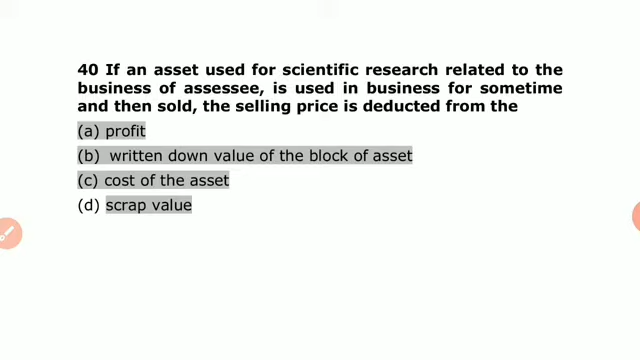 40 If an asset used for scientific research related to the
business of assessee, is used in business for sometime
and then sold, the selling price is deducted from the
(a) profit
(b) written down value of the block of asset
(c) cost of the asset
(d) scrap value